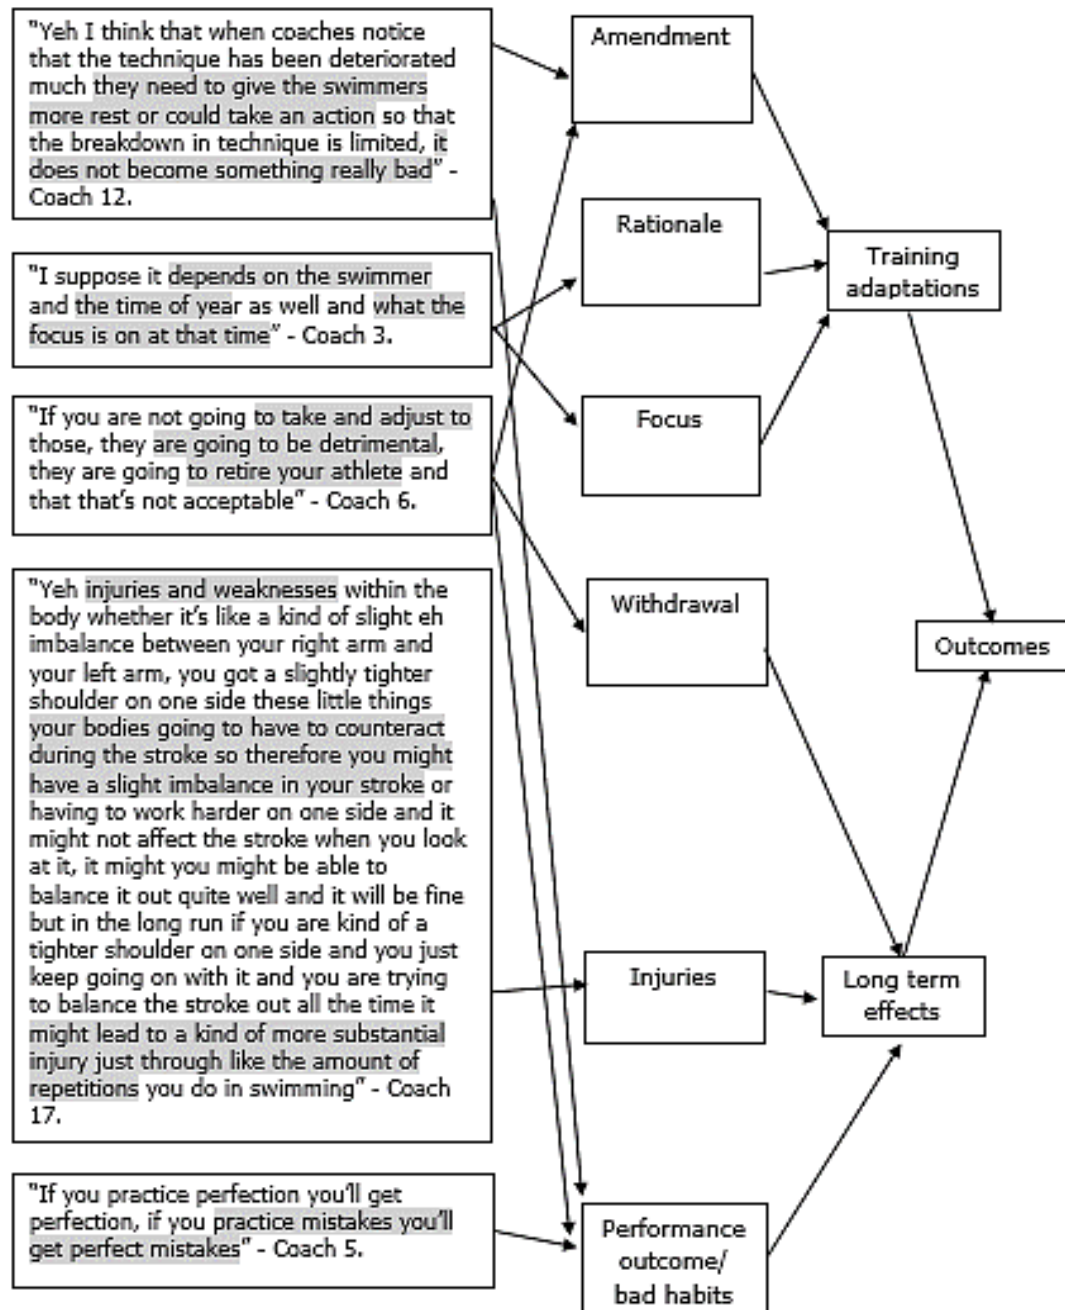 "Yeh I think that when coaches notice
that the technique has been deteriorated
much they need to give the swimmers
more rest or could take an action so that
the breakdown in technique is limited, it
does not become something really bad" -
Coach 12.
"I suppose it depends on the swimmer
and the time of year as well and what the
focus is on at that time" - Coach 3.
"If you are not going to take and adjust to
those, they are going to be detrimental,
they are going to retire your athlete and
that that's not acceptable" - Coach 6.
"Yeh injuries and weaknesses within the
body whether it's like a kind of slight eh
imbalance between your right arm and
your left arm, you got a slightly tighter
shoulder on one side these little things
your bodies going to have to counteract
during the stroke so therefore you might
have a slight imbalance in your stroke or
having to work harder on one side and it
might not affect the stroke when you look
at it, it might you might be able to
balance it out quite well and it will be fine
but in the long run if you are kind of a
tighter shoulder on one side and you just
keep going on with it and you are trying
to balance the stroke out all the time it
might lead to a kind of more substantial
injury just through like the amount of
repetitions you do in swimming" - Coach
17.
"If you practice perfection you'll get
perfection, if you practice mistakes you'll
get perfect mistakes" - Coach 5.
Amendment
Rationale
Focus
Withdrawal
Injuries
Performance
outcome/
bad habits
Training
adaptations
Long term
effects
Outcomes